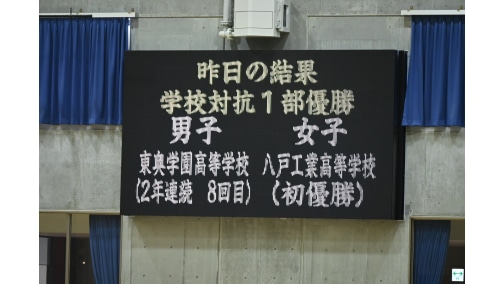 昨日の結果
学校対抗1部優勝
男子 女子
東奥学園高等学校 八戸工業高等学校
(2年連続 8回目) (初優勝)